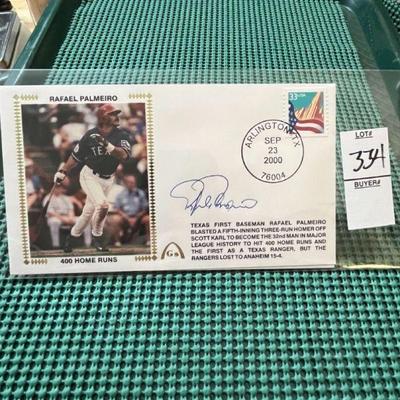 RAFAEL PALMEIRO
TEX
400 HOME RUNS
33 USA
ARLINGTON, TX
SEP
23
2000
76004
Gs
TEXAS FIRST BASEMAN RAFAEL PALMEIRO
BLASTED A FIFTH-INNING THREE-RUN HOMER OFF
SCOTT KARL TO BECOME THE 32nd MAN IN MAJOR
LEAGUE HISTORY TO HIT 400 HOME RUNS AND
THE FIRST AS A TEXAS RANGER, BUT THE
RANGERS LOST TO ANAHEIM 15-4.
LOT#
334
BUYER#